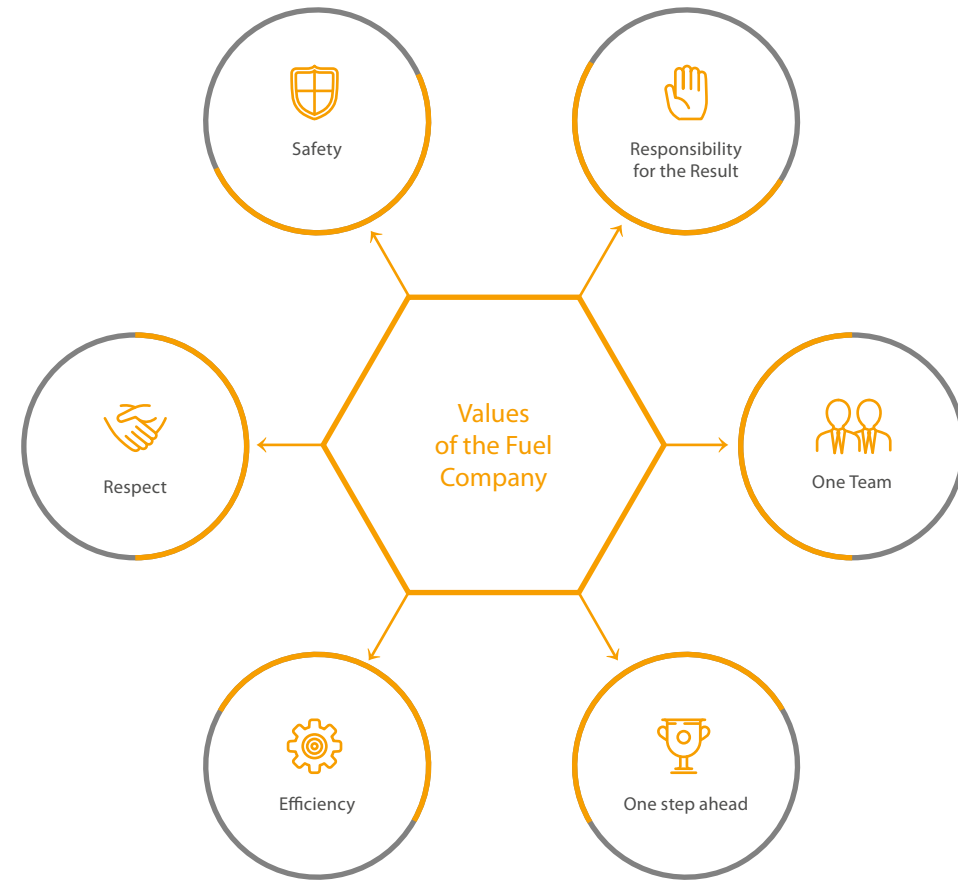 Safety
Responsibility
for the Result
Values
of the Fuel
Company
Respect
One Team
Efficiency
One step ahead